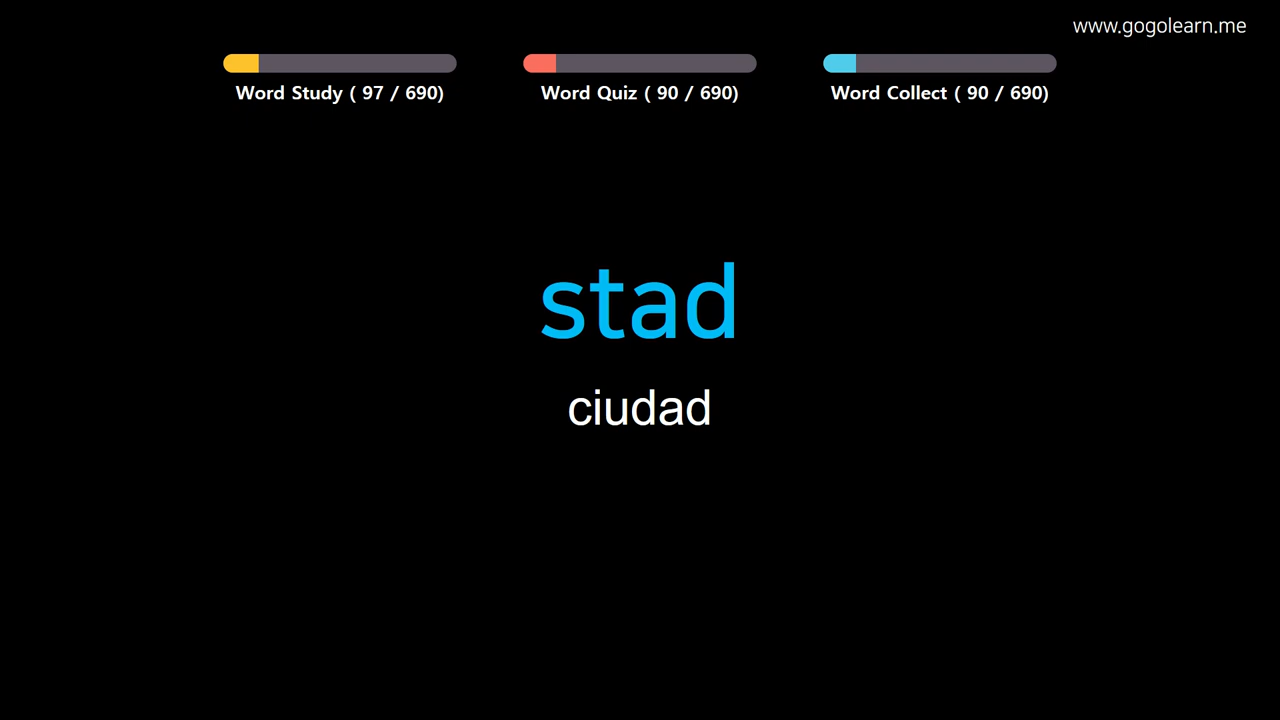 www.gogolearn.me
Word Study ( 97 / 690)
Word Quiz ( 90 / 690)
Word Collect ( 90 / 690)
stad
ciudad